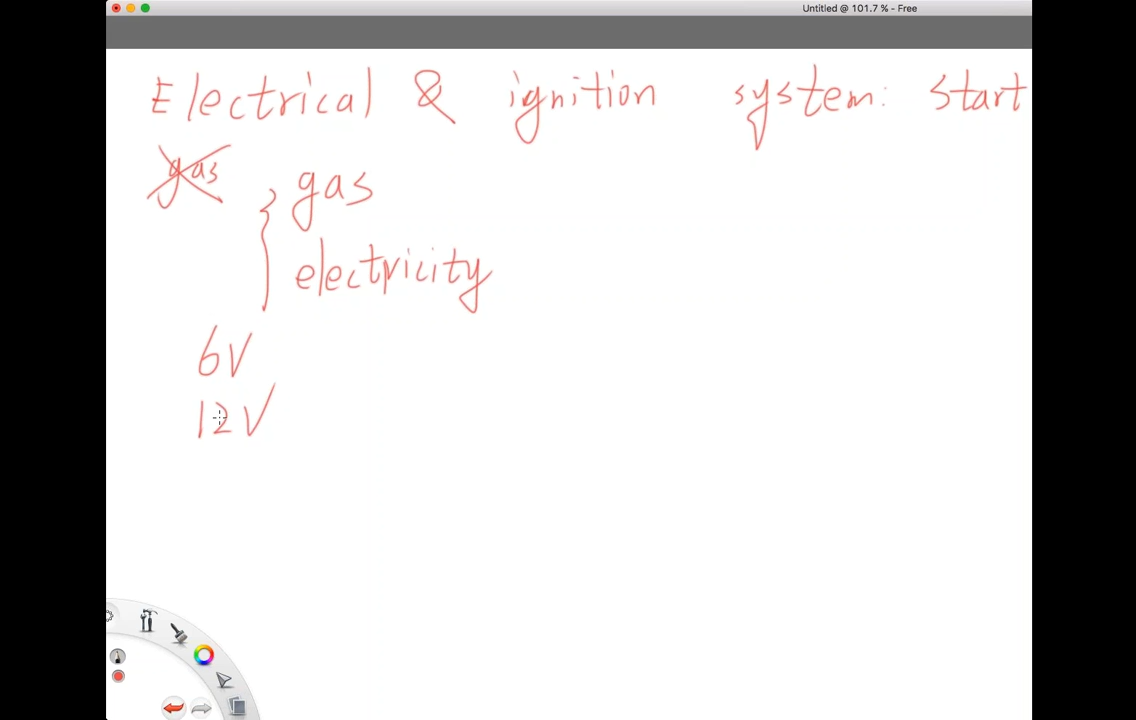 Untitled @ 101.7 % - Free
Electrical & ignition system: start
gas
gas
electricity
6V
12V